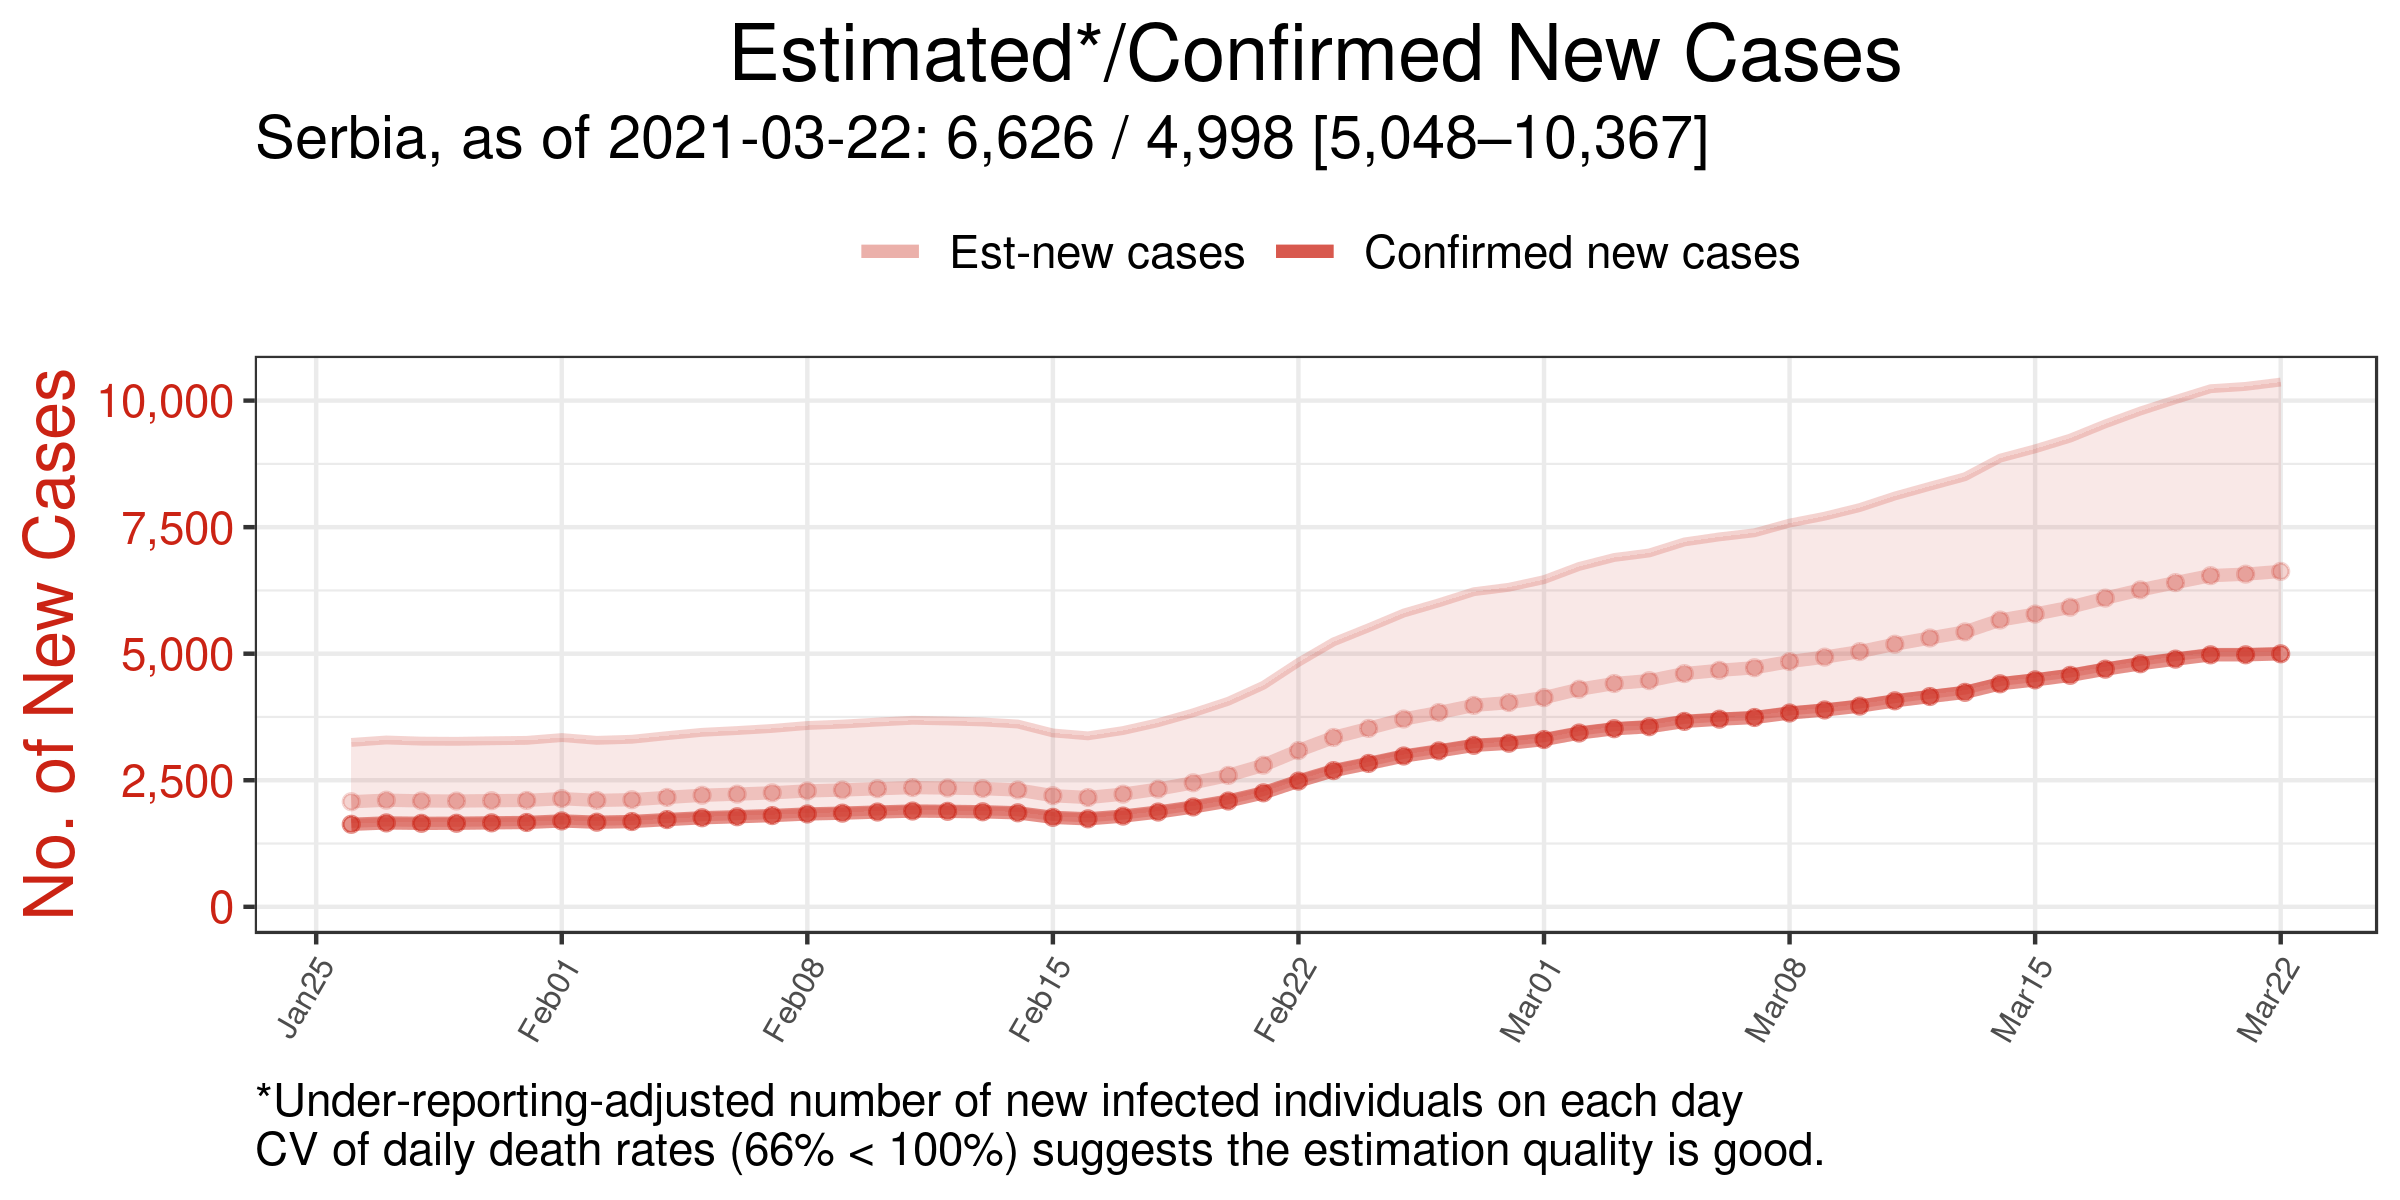 Estimated*/Confirmed New Cases
Serbia, as of 2021-03-22: 6,626 / 4,998 [5,048–10,367]
Est-new cases Confirmed new cases
No. of New Cases
10,000
7,500
5,000
2,500
0
Jan25 Feb01 Feb08 Feb15 Feb22 Mar01 Mar08 Mar15 Mar22
*Under-reporting-adjusted number of new infected individuals on each day
CV of daily death rates (66% < 100%) suggests the estimation quality is good.